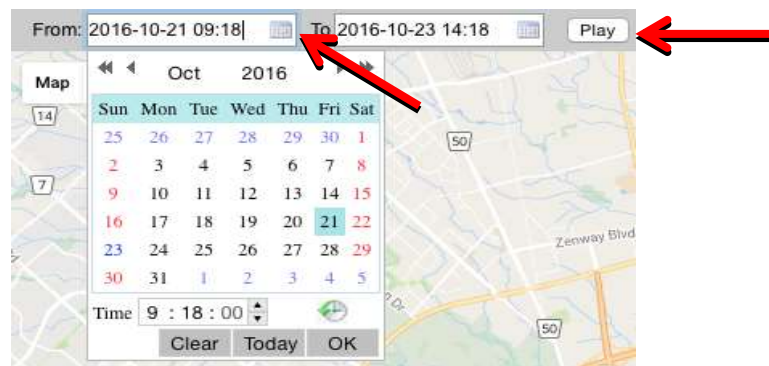 From: 2016-10-21 09:18 To 2016-10-23 14:18 Play
Map
Oct 2016
14
Sun Mon Tue Wed Thu Fri Sat
25 26 27 28 29 30 1
50
2 3 4 5 6 7 8
7
9 10 11 12 13 14 15
16 17 18 19 20 21 22
Zenway Blvd
23 24 25 26 27 28 29
30 31 1 2 3 4 5
Dr
Time 9 : 18 : 00
50
Clear Today OK